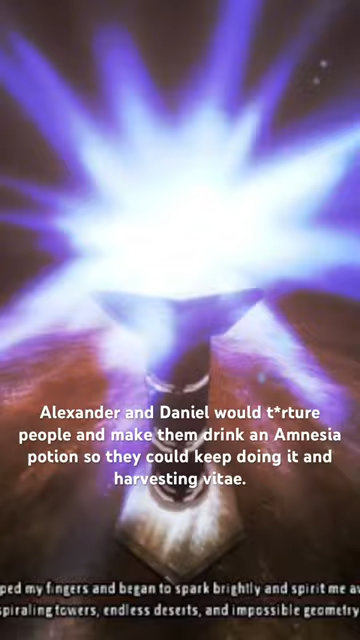 Alexander and Daniel would t*rture
people and make them drink an Amnesia
potion so they could keep doing it and
harvesting vitae.
ped my fingers and began to spark brightly and spirit me
spiraling towers, endless deserts, and impossible geometry